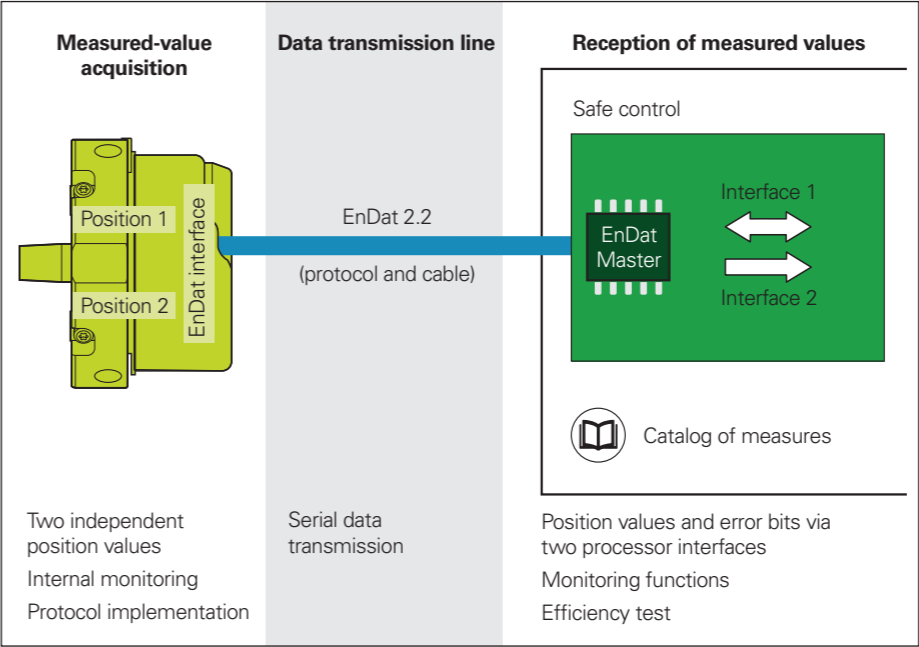 Measured-value
acquisition
Data transmission line
Reception of measured values
Safe control
Position 1
Position 2
EnDat interface
EnDat 2.2
(protocol and cable)
EnDat
Master
Interface 1
Interface 2
Catalog of measures
Two independent
position values
Internal monitoring
Protocol implementation
Serial data
transmission
Position values and error bits via
two processor interfaces
Monitoring functions
Efficiency test